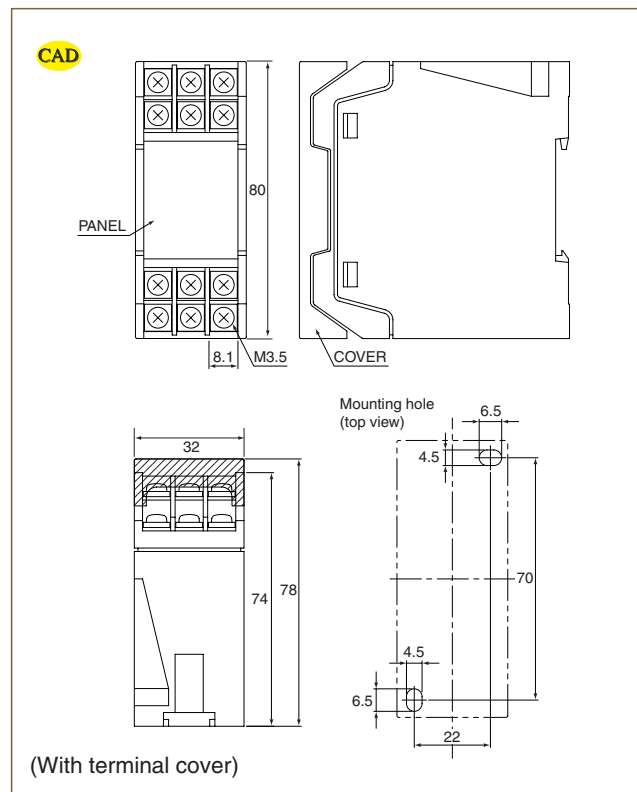 CAD
PANEL
80
8.1
M3.5
COVER
Mounting hole
(top view)
6.5
4.5
32
74
78
70
4.5
6.5
22
(With terminal cover)